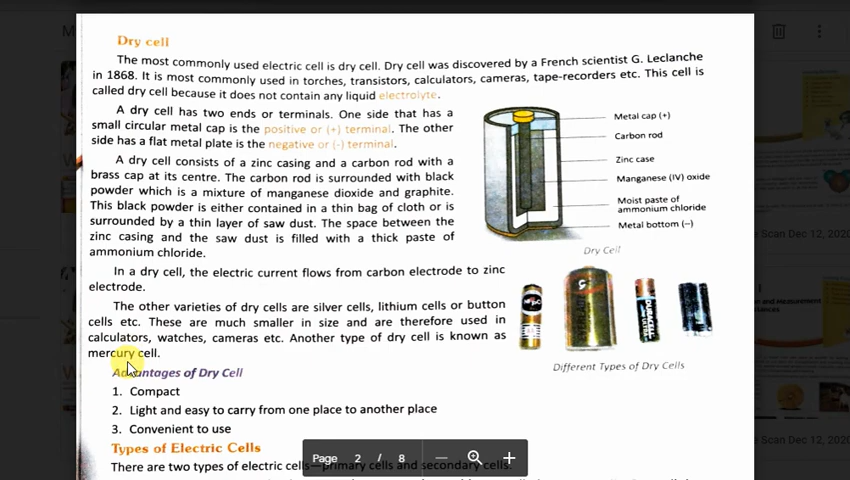 Dry cell
The most commonly used electric cell is dry cell. Dry cell was discovered by a French scientist G. Leclanche
in 1868. It is most commonly used in torches, transistors, calculators, cameras, tape-recorders etc. This cell is
called dry cell because it does not contain any liquid electrolyte.
A dry cell has two ends or terminals. One side that has a
small circular metal cap is the positive or (+) terminal. The other
side has a flat metal plate is the negative or (-) terminal.
A dry cell consists of a zinc casing and a carbon rod with a
brass cap at its centre. The carbon rod is surrounded with black
powder which is a mixture of manganese dioxide and graphite.
This black powder is either contained in a thin bag of cloth or is
surrounded by a thin layer of saw dust. The space between the
zinc casing and the saw dust is filled with a thick paste of
ammonium chloride.
Metal cap (+)
Carbon rod
Zinc case
Manganese (IV) oxide
Moist paste of
ammonium chloride
Metal bottom (–)
Dry Cell
In a dry cell, the electric current flows from carbon electrode to zinc
electrode.
The other varieties of dry cells are silver cells, lithium cells or button
cells etc. These are much smaller in size and are therefore used in
calculators, watches, cameras etc. Another type of dry cell is known as
mercury cell.
DURACELL
Different Types of Dry Cells
Advantages of Dry Cell
1. Compact
2. Light and easy to carry from one place to another place
3. Convenient to use
Types of Electric Cells
There are two types of electric cells—primary cells and secondary cells.
Page 2 / 8
Scan Dec 12, 2020
and Measurement
Scan Dec 12, 2020